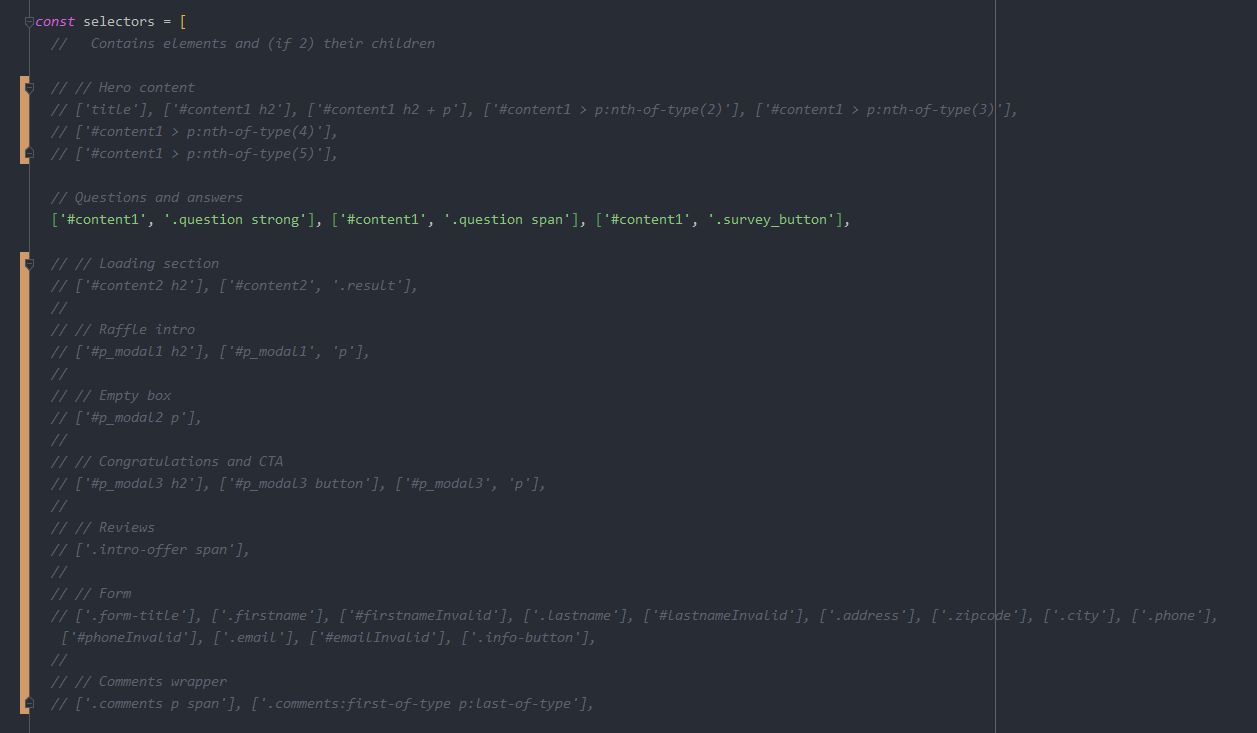 const selectors = [
//   Contains elements and (if 2) their children
// // Hero content
// ['title'], ['#content1 h2'], ['#content1 h2 + p'], ['#content1 > p:nth-of-type(2)'], ['#content1 > p:nth-of-type(3)'],
// ['#content1 > p:nth-of-type(4)'],
// ['#content1 > p:nth-of-type(5)'],
// Questions and answers
['#content1', '.question strong'], ['#content1', '.question span'], ['#content1', '.survey_button'],
// // Loading section
// ['#content2 h2'], ['#content2', '.result'],
//
// // Raffle intro
// ['#p_modal1 h2'], ['#p_modal1', 'p'],
//
// // Empty box
// ['#p_modal2 p'],
//
// // Congratulations and CTA
// ['#p_modal3 h2'], ['#p_modal3 button'], ['#p_modal3', 'p'],
//
// // Reviews
// ['.intro-offer span'],
//
// // Form
// ['.form-title'], ['.firstname'], ['#firstnameInvalid'], ['.lastname'], ['#lastnameInvalid'], ['.address'], ['.zipcode'], ['.city'], ['.phone'],
['#phoneInvalid'], ['.email'], ['#emailInvalid'], ['.info-button'],
//
// // Comments wrapper
// ['.comments p span'], ['.comments:first-of-type p:last-of-type'],